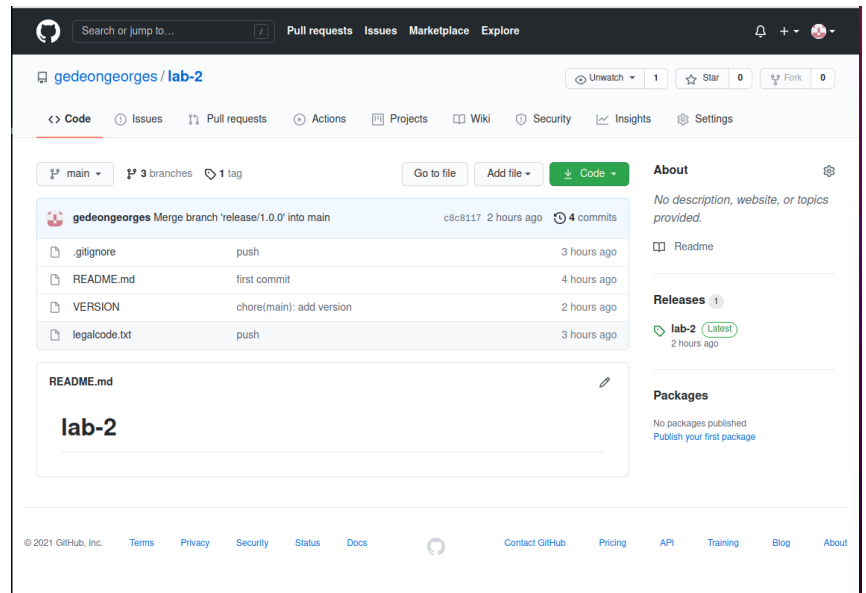 Search or jump to... / Pull requests Issues Marketplace Explore
gedeongeorges / lab-2 Unwatch 1 Star 0 Fork 0
<> Code Issues Pull requests Actions Projects Wiki Security Insights Settings
main 3 branches 1 tag Go to file Add file Code
gedeongeorges Merge branch 'release/1.0.0' into main c8c8117 2 hours ago 4 commits
.gitignore push 3 hours ago
README.md first commit 4 hours ago
VERSION chore(main): add version 2 hours ago
legalcode.txt push 3 hours ago
README.md
lab-2
About
No description, website, or topics
provided.
Readme
Releases 1
lab-2 Latest
2 hours ago
Packages
No packages published
Publish your first package
© 2021 GitHub, Inc. Terms Privacy Security Status Docs Contact GitHub Pricing API Training Blog About